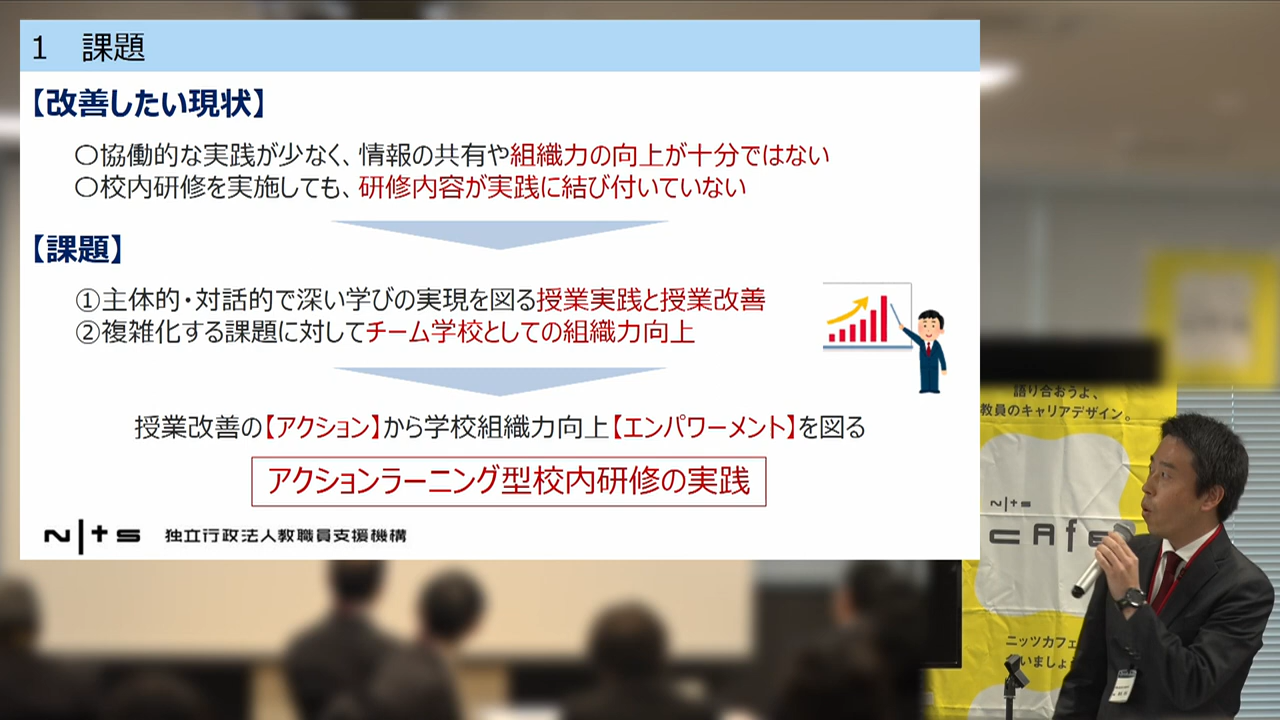 1 課題
【改善したい現状】
〇協働的な実践が少なく、情報の共有や組織力の向上が十分ではない
〇校内研修を実施しても、研修内容が実践に結び付いていない
【課題】
①主体的・対話的で深い学びの実現を図る授業実践と授業改善
②複雑化する課題に対してチーム学校としての組織力向上
授業改善の【アクション】から学校組織力向上【エンパワーメント】を図る
アクションラーニング型校内研修の実践
NITS 独立行政法人教職員支援機構
語り合おうよ、
教員のキャリアデザイン。
NITS
CAFE
ニッツカフェ
いましょ